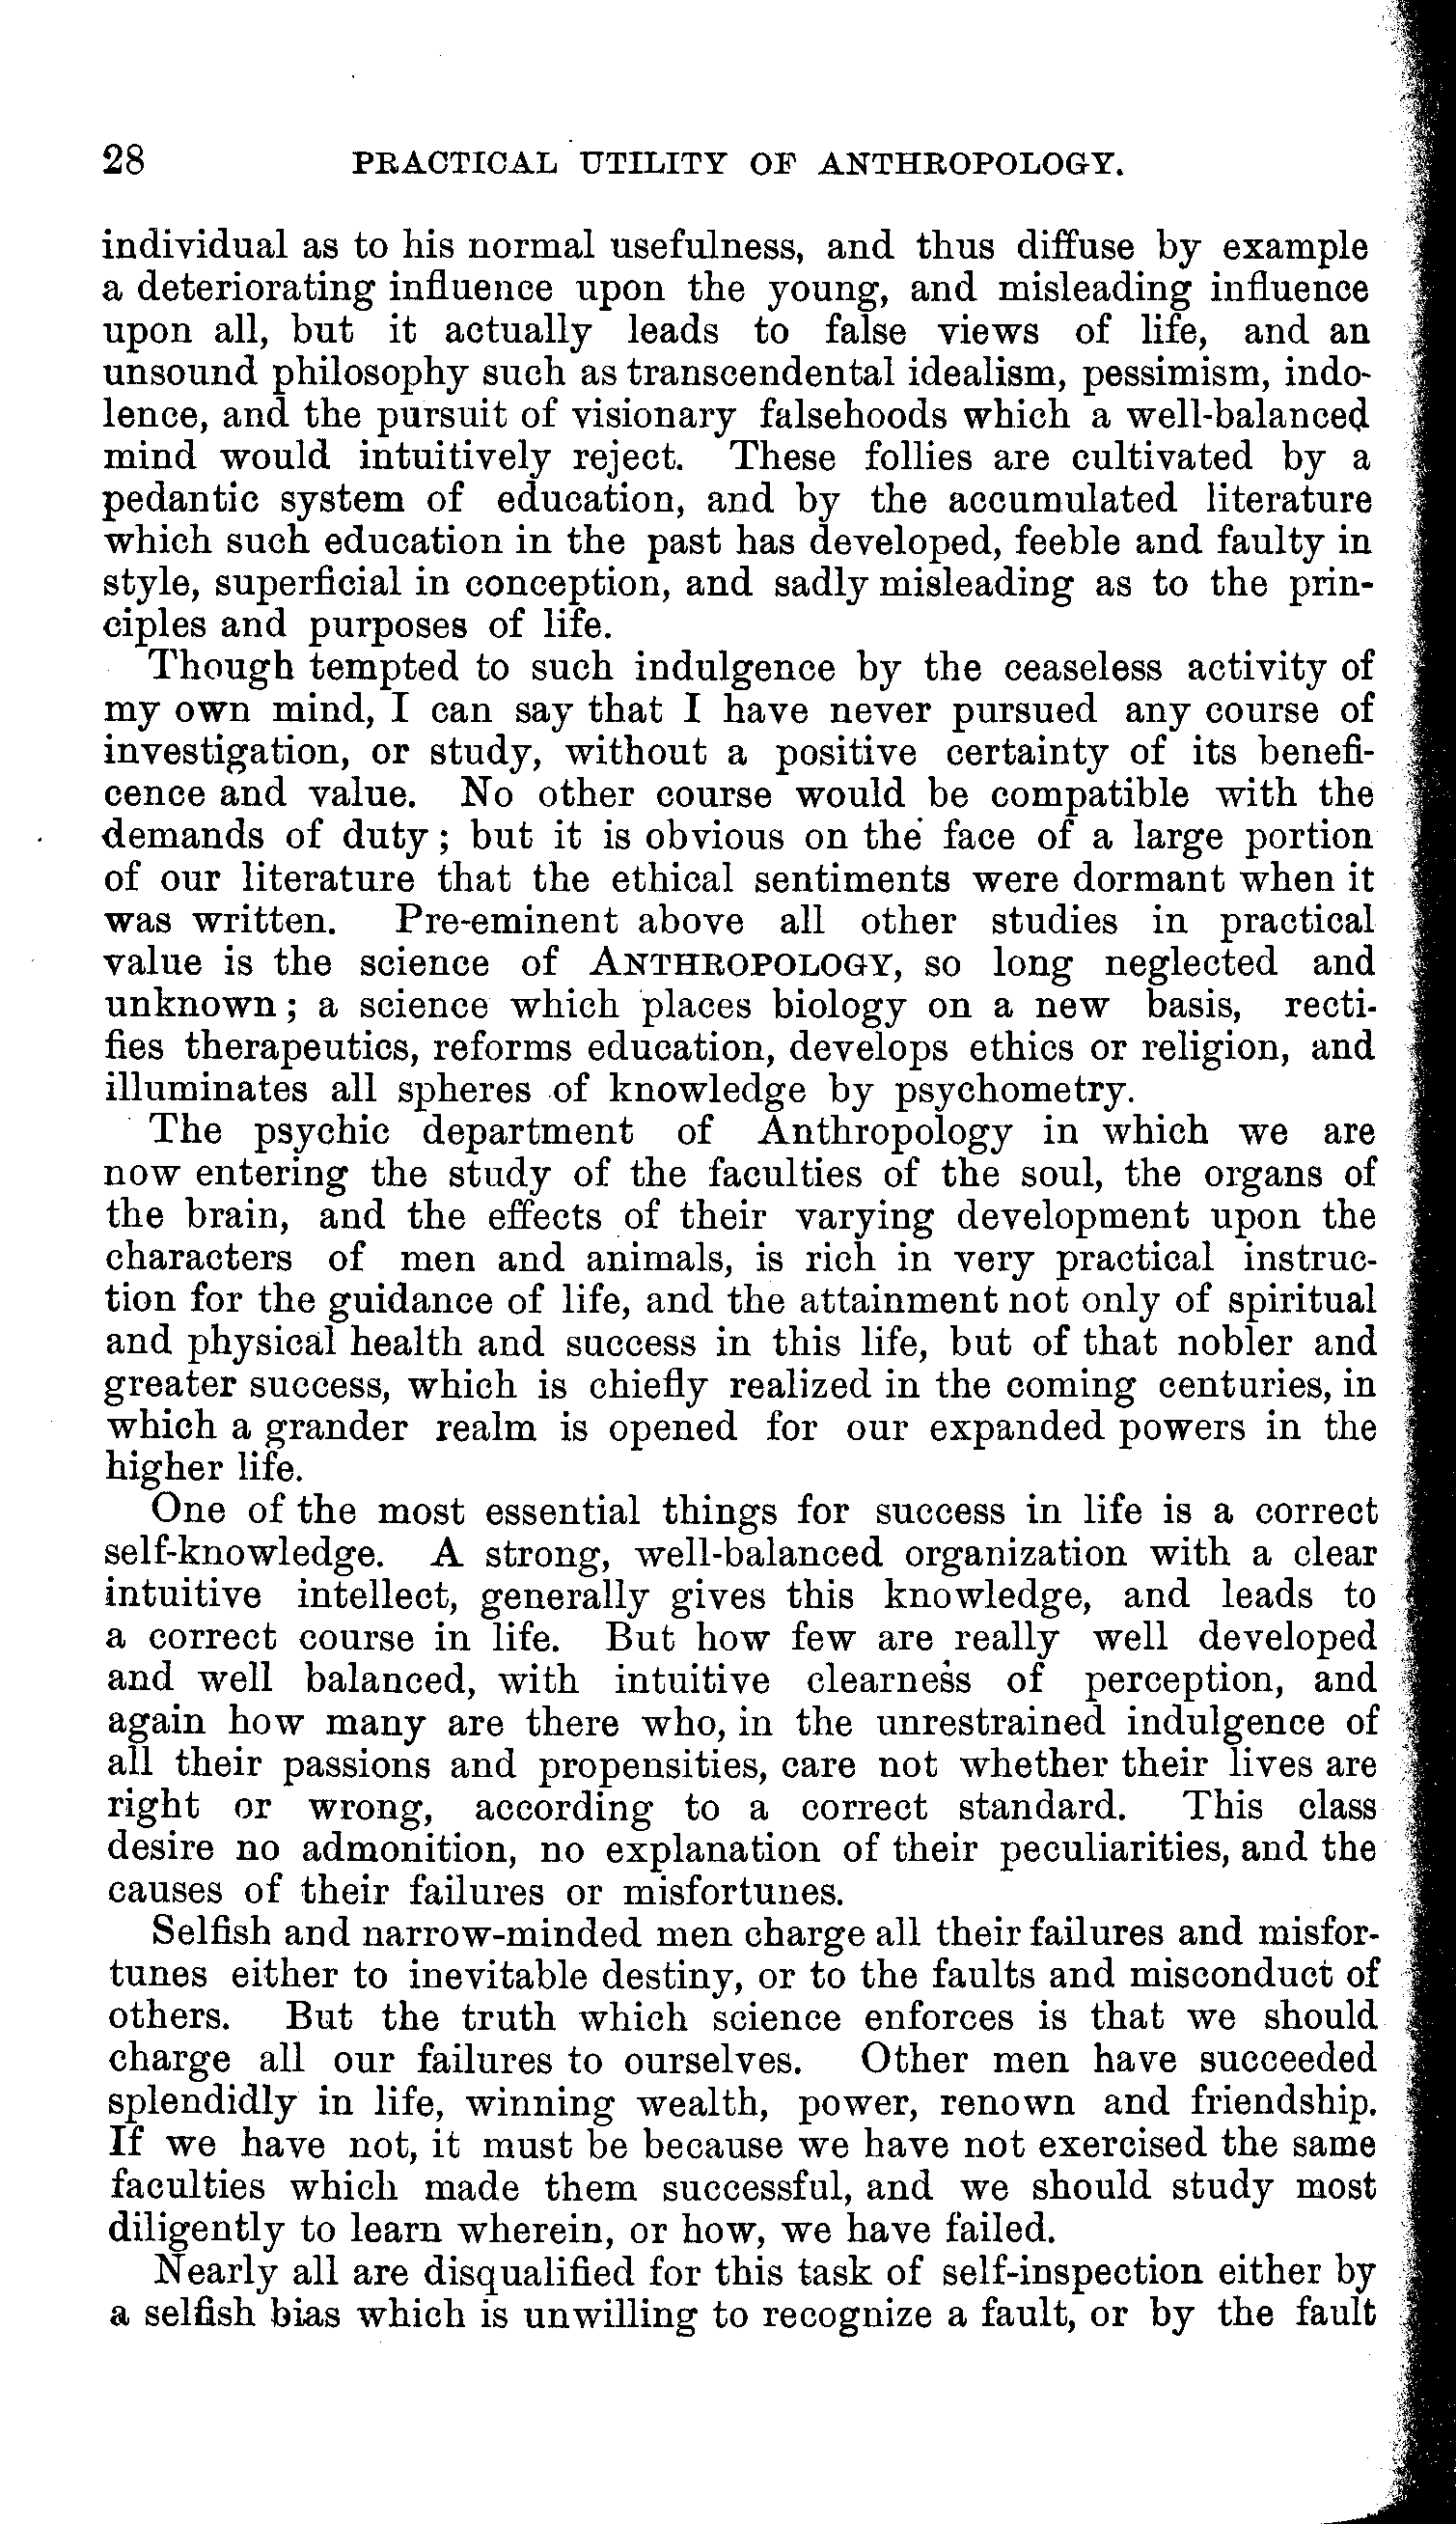 28 PRACTICAL UTILITY OF ANTHROPOLOGY.
individual as to his normal usefulness, and thus diffuse by example
a deteriorating influence upon the young, and misleading influence
upon all, but it actually leads to false views of life, and an
unsound philosophy such as transcendental idealism, pessimism, indo-
lence, and the pursuit of visionary falsehoods which a well-balanced
mind would intuitively reject. These follies are cultivated by a
pedantic system of education, and by the accumulated literature
which such education in the past has developed, feeble and faulty in
style, superficial in conception, and sadly misleading as to the prin-
ciples and purposes of life.
Though tempted to such indulgence by the ceaseless activity of
my own mind, I can say that I have never pursued any course of
investigation, or study, without a positive certainty of its benefi-
cence and value. No other course would be compatible with the
demands of duty; but it is obvious on the face of a large portion
of our literature that the ethical sentiments were dormant when it
was written. Pre-eminent above all other studies in practical
value is the science of ANTHROPOLOGY, so long neglected and
unknown; a science which places biology on a new basis, recti-
fies therapeutics, reforms education, develops ethics or religion, and
illuminates all spheres of knowledge by psychometry.
The psychic department of Anthropology in which we are
now entering the study of the faculties of the soul, the organs of
the brain, and the effects of their varying development upon the
characters of men and animals, is rich in very practical instruc-
tion for the guidance of life, and the attainment not only of spiritual
and physical health and success in this life, but of that nobler and
greater success, which is chiefly realized in the coming centuries, in
which a grander realm is opened for our expanded powers in the
higher life.
One of the most essential things for success in life is a correct
self-knowledge. A strong, well-balanced organization with a clear
intuitive intellect, generally gives this knowledge, and leads to
a correct course in life. But how few are really well developed
and well balanced, with intuitive clearness of perception, and
again how many are there who, in the unrestrained indulgence of
all their passions and propensities, care not whether their lives are
right or wrong, according to a correct standard. This class
desire no admonition, no explanation of their peculiarities, and the
causes of their failures or misfortunes.
Selfish and narrow-minded men charge all their failures and misfor-
tunes either to inevitable destiny, or to the faults and misconduct of
others. But the truth which science enforces is that we should
charge all our failures to ourselves. Other men have succeeded
splendidly in life, winning wealth, power, renown and friendship.
If we have not, it must be because we have not exercised the same
faculties which made them successful, and we should study most
diligently to learn wherein, or how, we have failed.
Nearly all are disqualified for this task of self-inspection either by
a selfish bias which is unwilling to recognize a fault, or by the fault